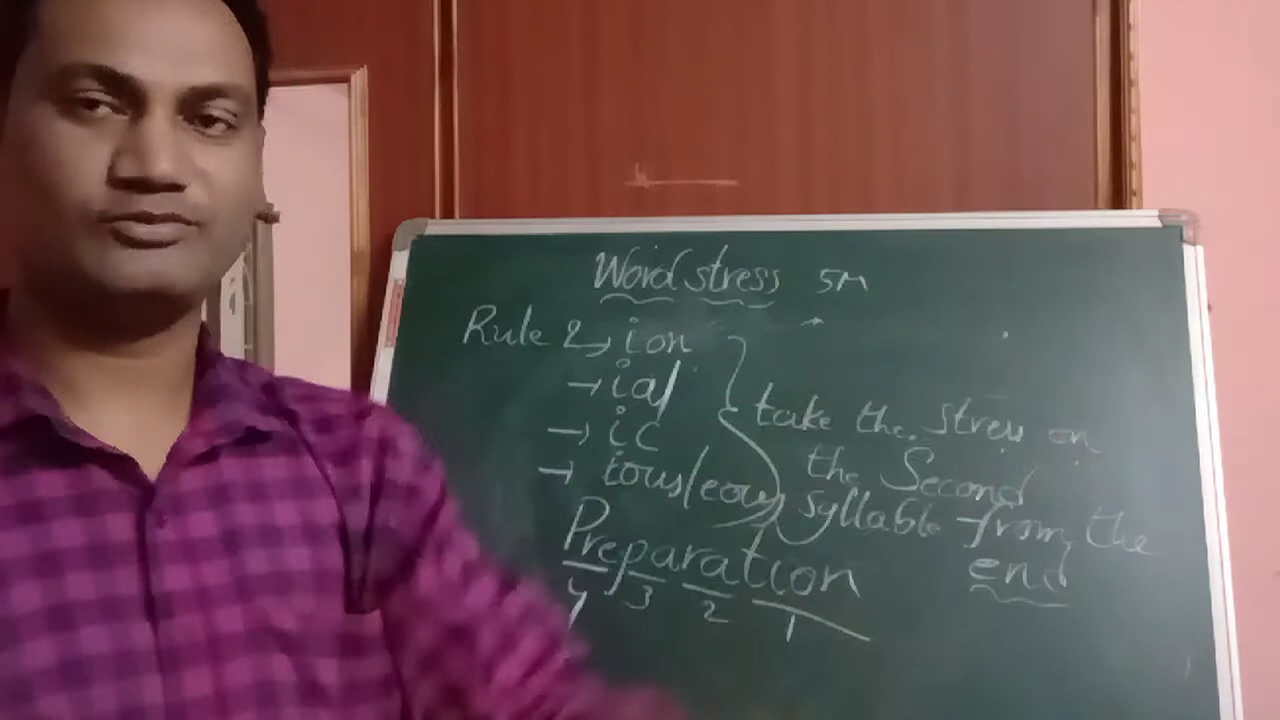 Word stress 5M
Rule 2 → ion
→ ial
→ ic
→ ious/eous
take the stress on
the Second
syllable from the
end
Preparation
4 3 2 1